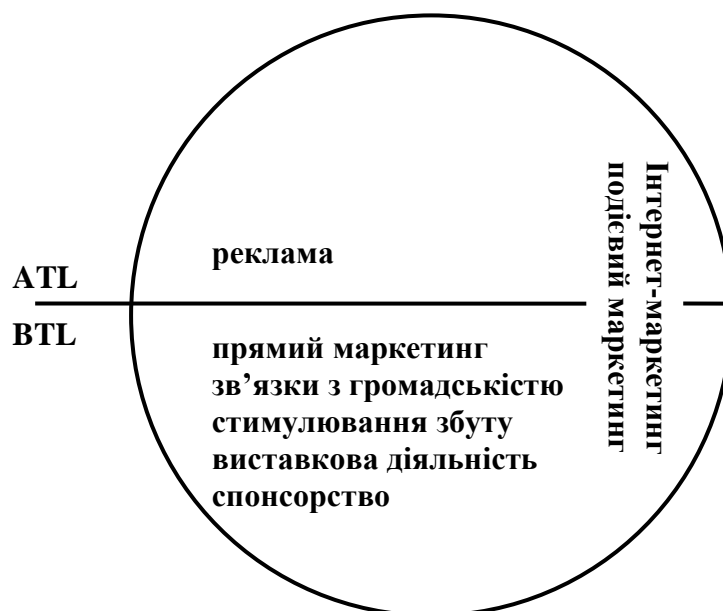 ATL
реклама
BTL
прямий маркетинг
зв’язки з громадськістю
стимулювання збуту
виставкова діяльність
спонсорство
Інтернет-маркетинг
подієвий маркетинг